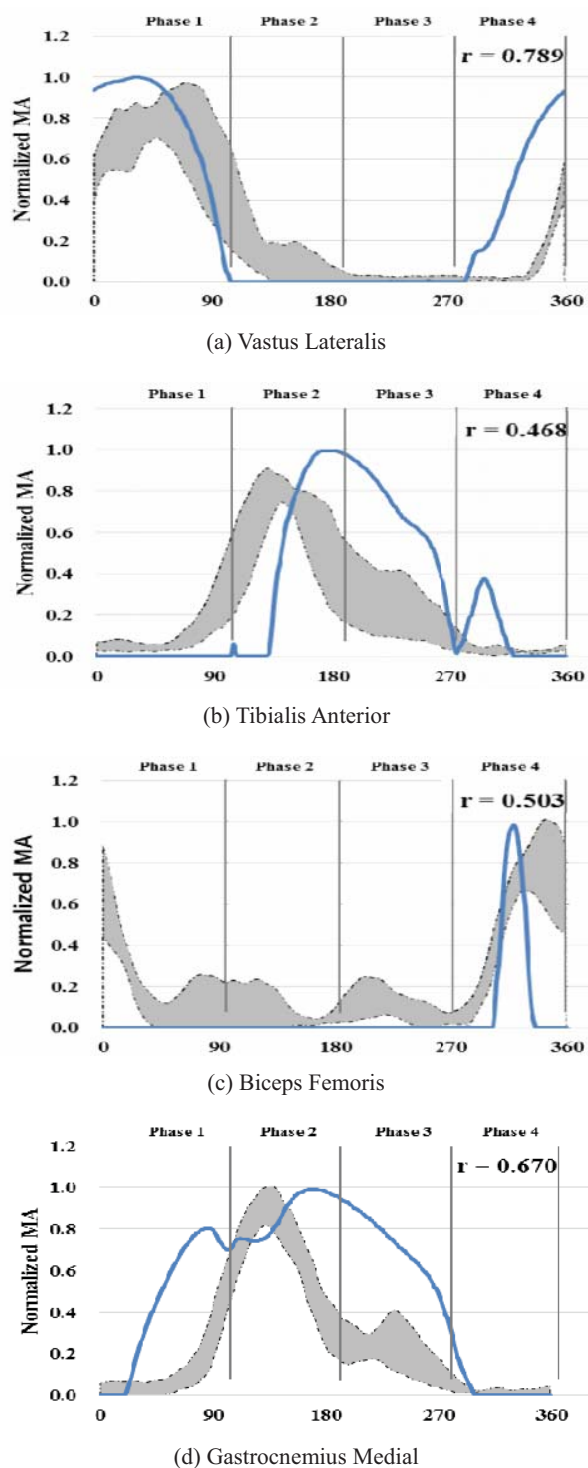 Phase 1 Phase 2 Phase 3 Phase 4
r = 0.789
Normalized MA
1.2
1.0
0.8
0.6
0.4
0.2
0.0
0 90 180 270 360
(a) Vastus Lateralis
Phase 1 Phase 2 Phase 3 Phase 4
r = 0.468
Normalized MA
1.2
1.0
0.8
0.6
0.4
0.2
0.0
0 90 180 270 360
(b) Tibialis Anterior
Phase 1 Phase 2 Phase 3 Phase 4
r = 0.503
Normalized MA
1.2
1.0
0.8
0.6
0.4
0.2
0.0
0 90 180 270 360
(c) Biceps Femoris
Phase 1 Phase 2 Phase 3 Phase 4
r – 0.670
Normalized MA
1.2
1.0
0.8
0.6
0.4
0.2
0.0
0 90 180 270 360
(d) Gastrocnemius Medial